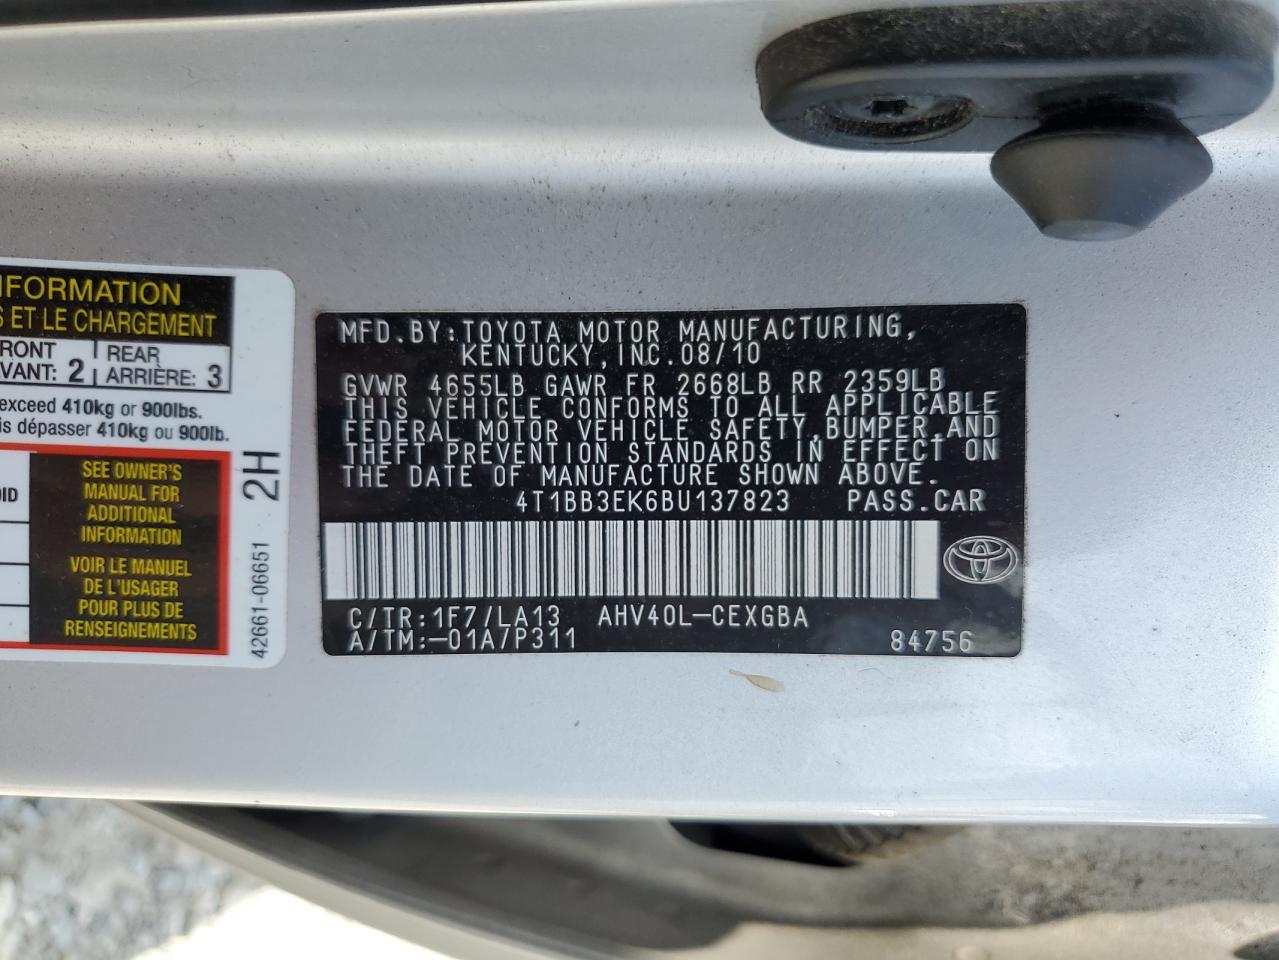 NFORMATION
S ET LE CHARGEMENT
FRONT
VANT: 2
REAR
ARRIÈRE: 3
exceed 410kg or 900lbs.
is dépasser 410kg ou 900lb.
OID
SEE OWNER'S
MANUAL FOR
ADDITIONAL
INFORMATION
VOIR LE MANUEL
DE L'USAGER
POUR PLUS DE
RENSEIGNEMENTS
2H
42661-06651
MFD.BY:TOYOTA MOTOR MANUFACTURING,
KENTUCKY,INC.08/10
GVWR 4655LB GAWR FR 2668LB RR 2359LB
THIS VEHICLE CONFORMS TO ALL APPLICABLE
FEDERAL MOTOR VEHICLE SAFETY,BUMPER,AND
THEFT PREVENTION STANDARDS IN EFFECT ON
THE DATE OF MANUFACTURE SHOWN ABOVE.
4T1BB3EK6BU137823 PASS.CAR
C/TR:1F7/LA13 AHV40L-CEXGBA
A/TM:-01A/P311 84756